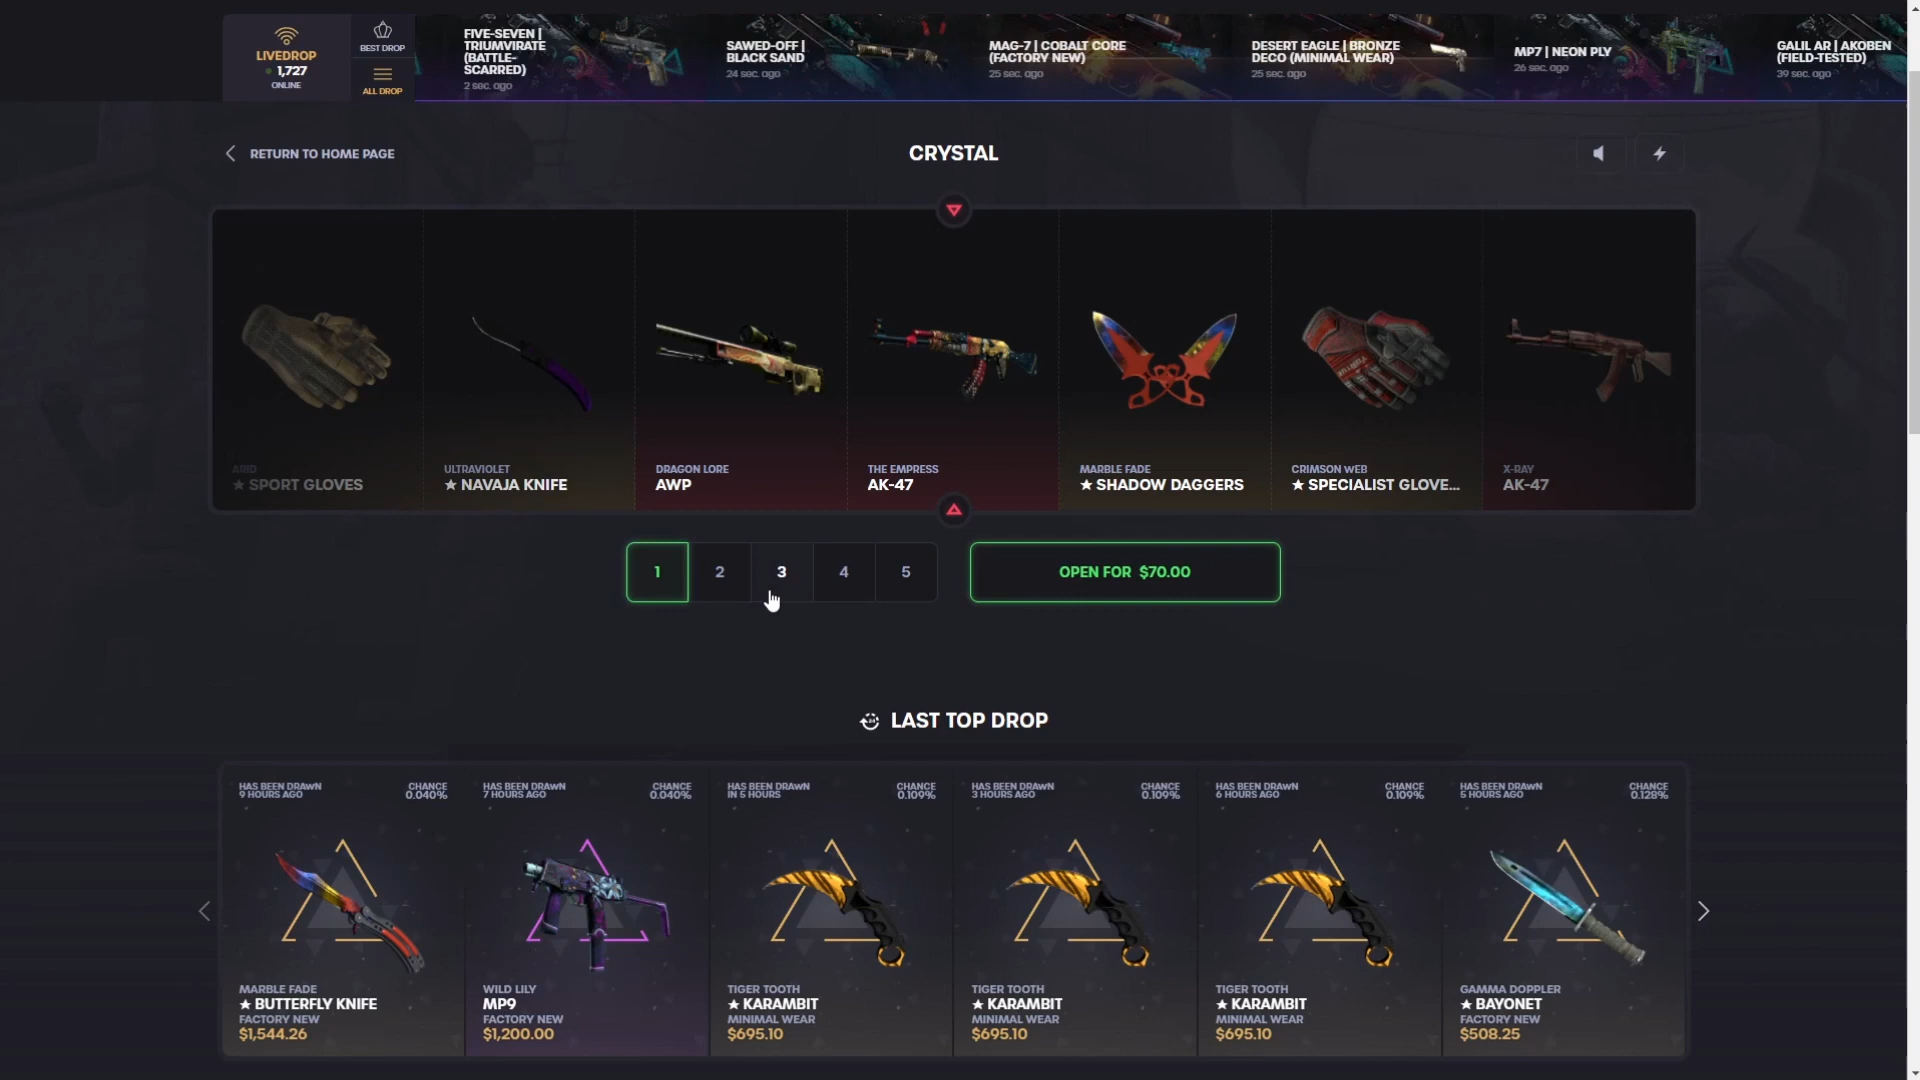 LIVEDROP
1,727
ONLINE
BEST DROP
ALL DROP
FIVE-SEVEN |
TRIUMVIRATE
(BATTLE-
SCARRED)
2 sec. ago
SAWED-OFF |
BLACK SAND
24 sec. ago
MAG-7 | COBALT CORE
(FACTORY NEW)
25 sec. ago
DESERT EAGLE | BRONZE
DECO (MINIMAL WEAR)
25 sec. ago
MP7 | NEON PLY
26 sec. ago
GALIL AR | AKOBEN
(FIELD-TESTED)
39 sec. ago
RETURN TO HOME PAGE
CRYSTAL
ARID
★ SPORT GLOVES
ULTRAVIOLET
★ NAVAJA KNIFE
DRAGON LORE
AWP
THE EMPRESS
AK-47
MARBLE FADE
★ SHADOW DAGGERS
CRIMSON WEB
★ SPECIALIST GLOVE...
X-RAY
AK-47
1 2 3 4 5
OPEN FOR $70.00
LAST TOP DROP
HAS BEEN DRAWN
9 HOURS AGO
CHANCE
0.040%
MARBLE FADE
★ BUTTERFLY KNIFE
FACTORY NEW
$1,544.26
HAS BEEN DRAWN
7 HOURS AGO
CHANCE
0.040%
WILD LILY
MP9
FACTORY NEW
$1,200.00
HAS BEEN DRAWN
IN 5 HOURS
CHANCE
0.109%
TIGER TOOTH
★ KARAMBIT
MINIMAL WEAR
$695.10
HAS BEEN DRAWN
3 HOURS AGO
CHANCE
0.109%
TIGER TOOTH
★ KARAMBIT
MINIMAL WEAR
$695.10
HAS BEEN DRAWN
6 HOURS AGO
CHANCE
0.109%
TIGER TOOTH
★ KARAMBIT
MINIMAL WEAR
$695.10
HAS BEEN DRAWN
5 HOURS AGO
CHANCE
0.128%
GAMMA DOPPLER
★ BAYONET
FACTORY NEW
$508.25